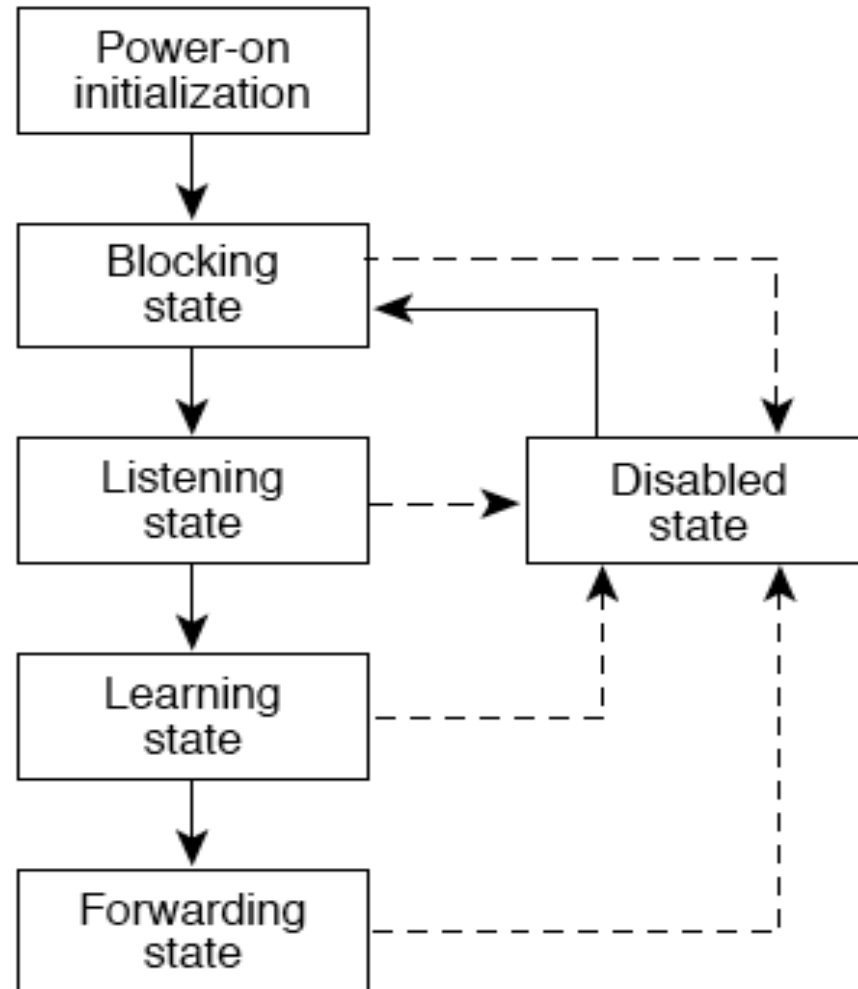 Power-on
initialization
Blocking
state
Listening
state
Disabled
state
Learning
state
Forwarding
state